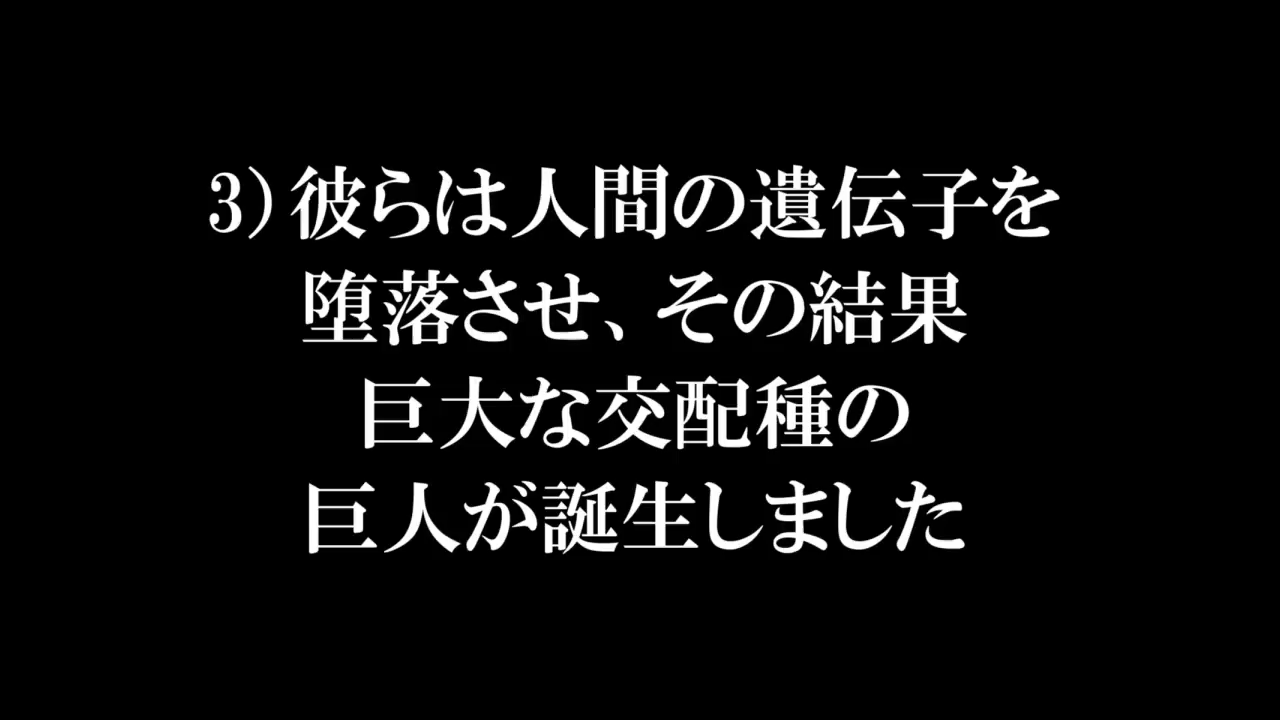 3）彼らは人間の遺伝子を
堕落させ、その結果
巨大な交配種の
巨人が誕生しました